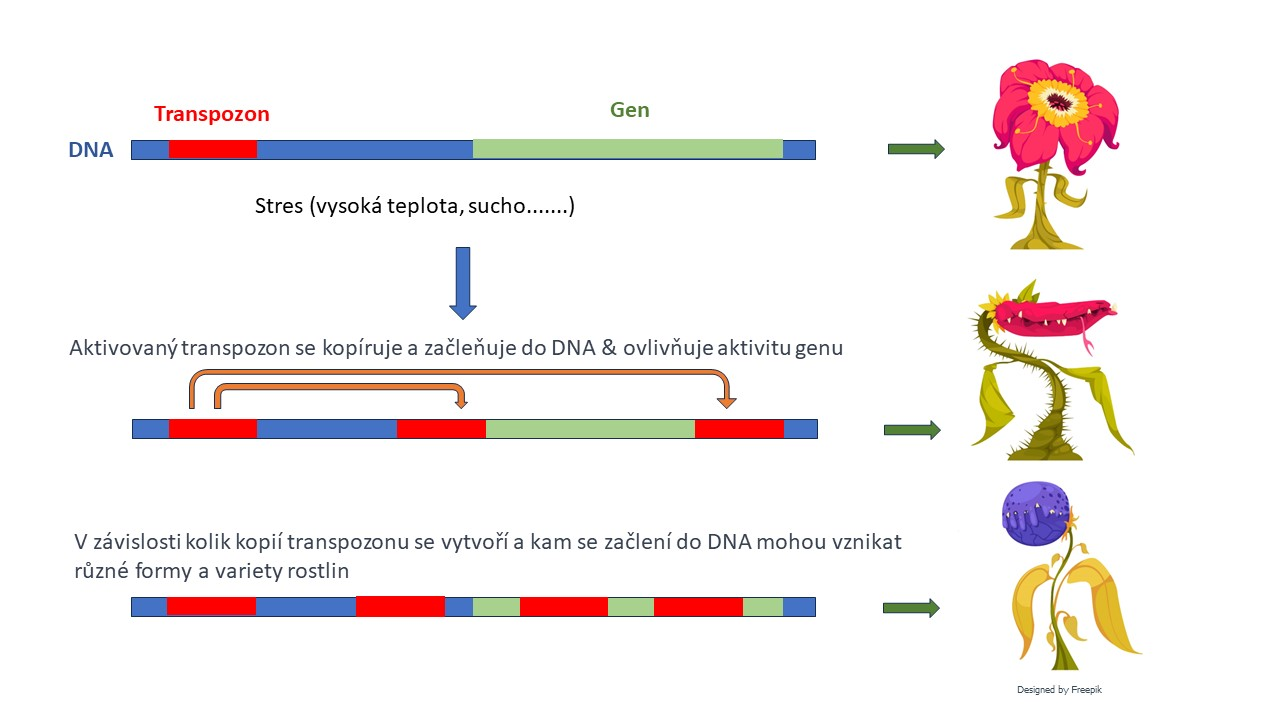 Transpozon
Gen
DNA
Stres (vysoká teplota, sucho.......)
Aktivovaný transpozon se kopíruje a začleňuje do DNA & ovlivňuje aktivitu genu
V závislosti kolik kopií transpozonu se vytvoří a kam se začlení do DNA mohou vznikat
různé formy a variety rostlin
Designed by Freepik